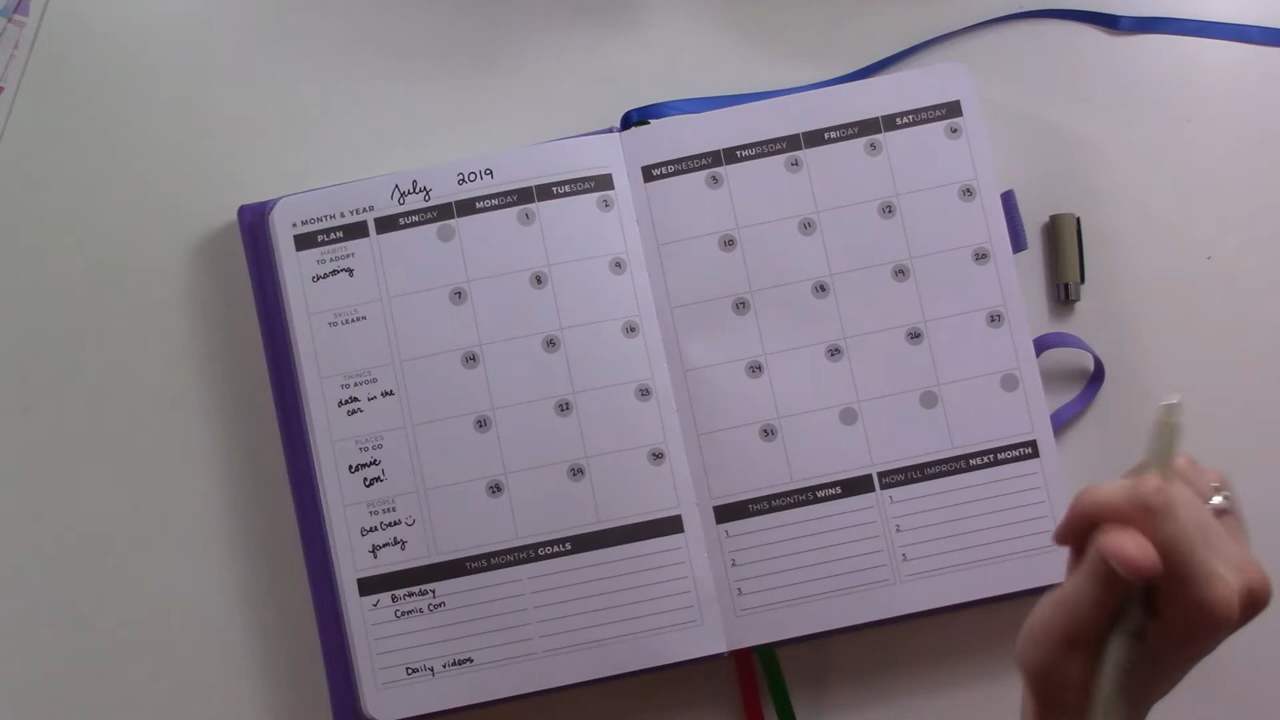 July 2019
* MONTH & YEAR
PLAN
HABITS
TO ADOPT
charting
SKILLS
TO LEARN
THINGS
TO AVOID
data in the
car
PLACES
TO GO
Comic
Con!
PEOPLE
TO SEE
BeeBees
family
SUNDAY MONDAY TUESDAY
1 2
7 8 9
14 15 16
21 22 23
28 29 30
THIS MONTH'S GOALS
✓ Birthday
Comic Con
Daily videos
WEDNESDAY THURSDAY FRIDAY SATURDAY
3 4 5 6
10 11 12 13
17 18 19 20
24 25 26 27
31
THIS MONTH'S WINS
1
2
3
HOW I'LL IMPROVE NEXT MONTH
1
2
3